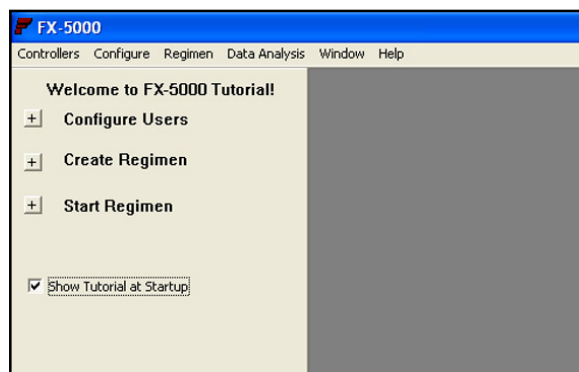 FX-5000
Controllers Configure Regimen Data Analysis Window Help
Welcome to FX-5000 Tutorial!
+ Configure Users
+ Create Regimen
+ Start Regimen
Show Tutorial at Startup